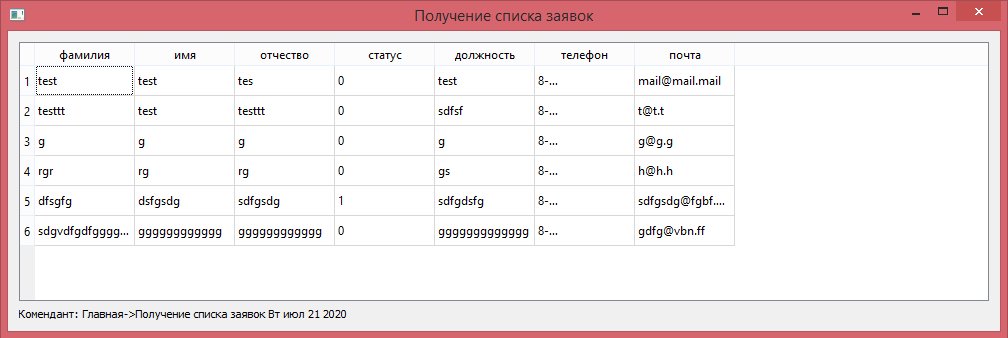 Получение списка заявок
фамилия имя отчество статус должность телефон почта
1 test test tes 0 test 8-... mail@mail.mail
2 testtt test testtt 0 sdfsf 8-... t@t.t
3 g g g 0 g 8-... g@g.g
4 rgr rg rg 0 gs 8-... h@h.h
5 dfsgfg dsfgsdg sdfgsdg 1 sdfgdsfg 8-... sdfgsdg@fgbf....
6 sdgvdfgdfgggg... gggggggggggg gggggggggggg 0 ggggggggggggg 8-... gdfg@vbn.ff
Комендант: Главная->Получение списка заявок Вт июл 21 2020